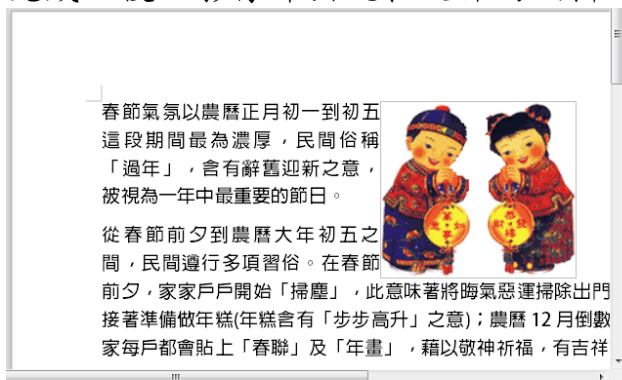 春節氣氛以農曆正月初一到初五
這段期間最為濃厚，民間俗稱
「過年」，含有辭舊迎新之意，
被視為一年中最重要的節日。
從春節前夕到農曆大年初五之
間，民間遵行多項習俗。在春節
前夕，家家戶戶開始「掃塵」，此意味著將晦氣惡運掃除出門
接著準備做年糕(年糕含有「步步高升」之意)；農曆 12 月倒數
家每戶都會貼上「春聯」及「年畫」，藉以敬神祈福，有吉祥